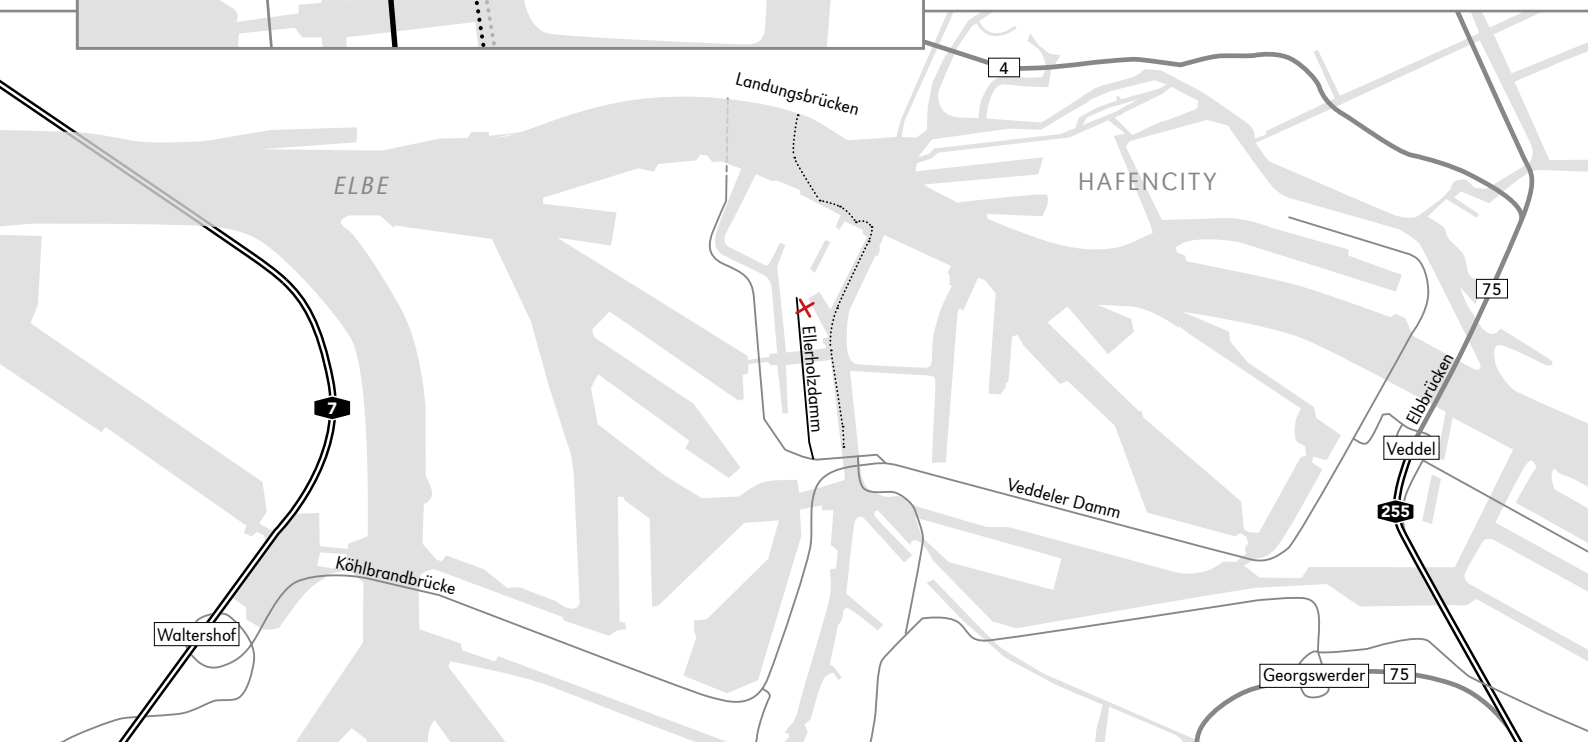 4
Landungsbrücken
ELBE
HAFENCITY
75
Ellerholzdamm
Elbbrücken
7
Veddel
Veddeler Damm
255
Köhlbrandbrücke
Waltershof
Georgswerder
75